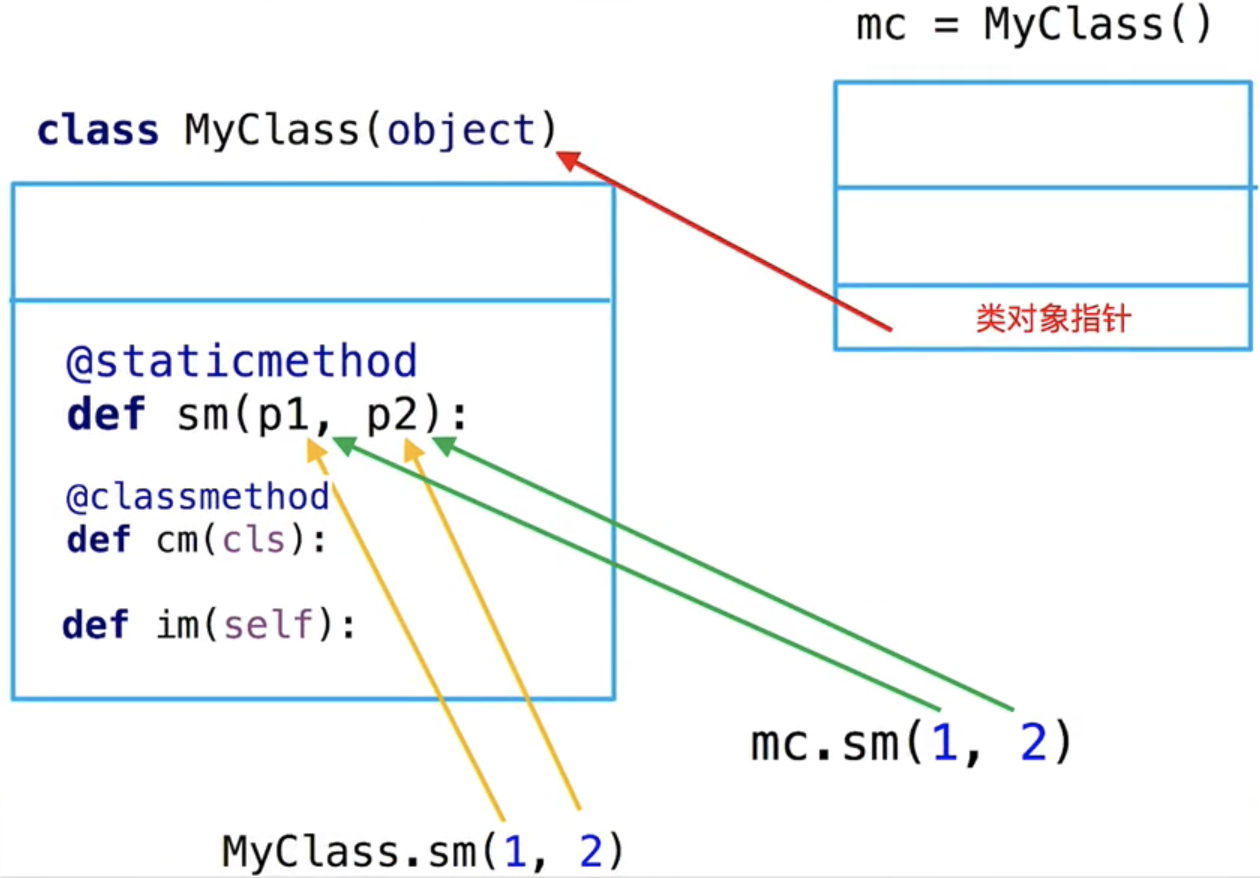 mc = MyClass()
class MyClass(object)
类对象指针
@staticmethod
def sm(p1, p2):
@classmethod
def cm(cls):
def im(self):
mc.sm(1, 2)
MyClass.sm(1, 2)